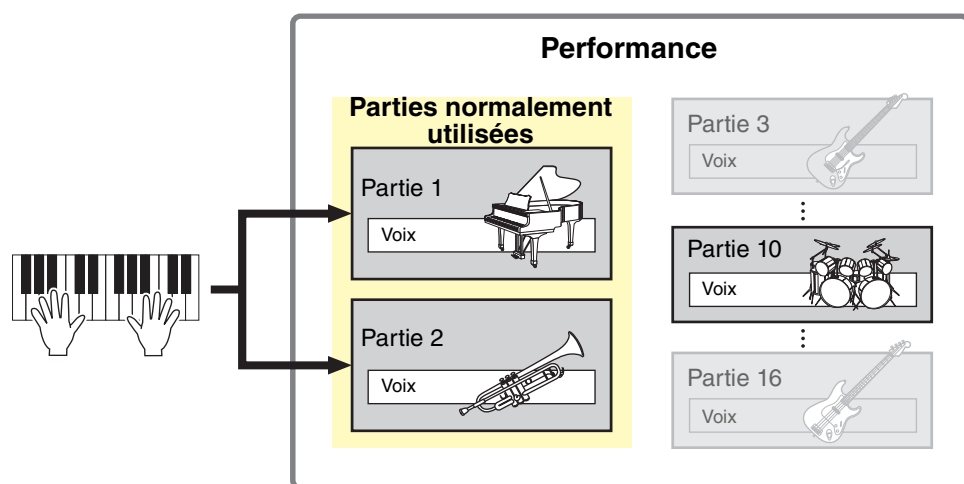 Performance
Parties normalement
utilisées
Partie 1
Voix
Partie 2
Voix
Partie 3
Voix
Partie 10
Voix
Partie 16
Voix